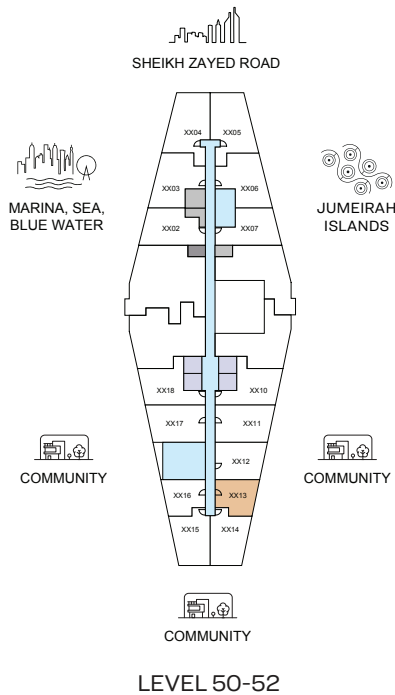 SHEIKH ZAYED ROAD
XX04 XX05
MARINA, SEA,
BLUE WATER
XX03 XX06
JUMEIRAH
ISLANDS
XX02 XX07
XX18 XX10
XX17 XX11
COMMUNITY
XX12
COMMUNITY
XX16 XX13
XX15 XX14
COMMUNITY
LEVEL 50-52